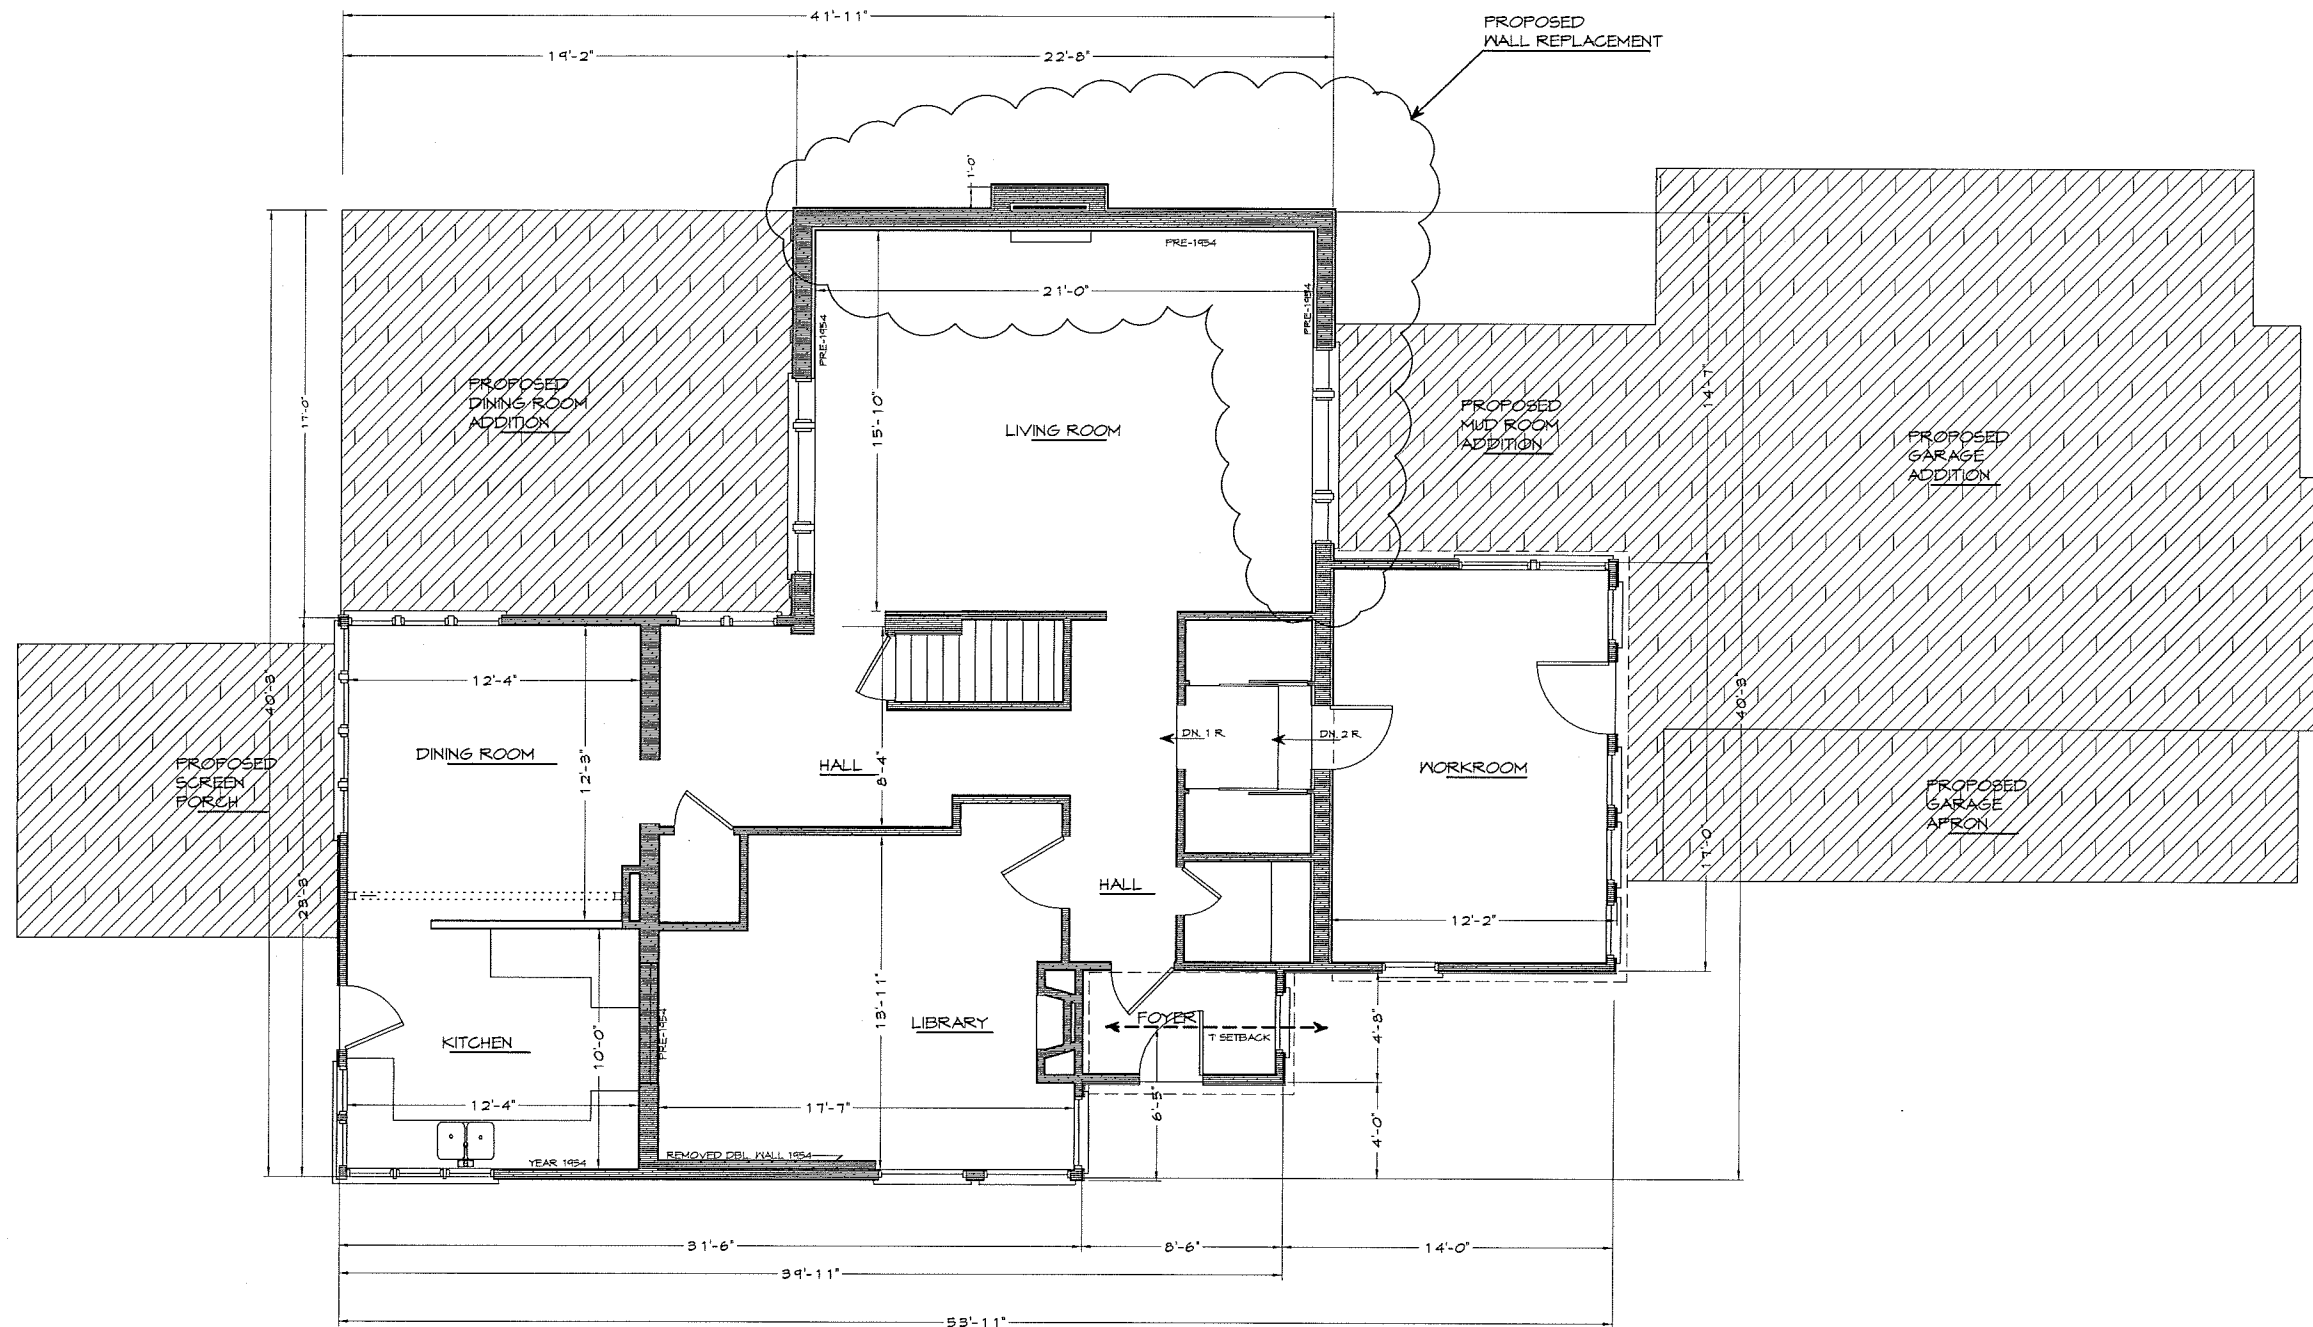 41'-11"
PROPOSED
WALL REPLACEMENT
19'-2"
22'-8"
1'-0"
PRE-1954
21'-0"
PRE-1954
PRE-1954
17'-0"
PROPOSED
DINING ROOM
ADDITION
15'-10"
LIVING ROOM
PROPOSED
MUD ROOM
ADDITION
14'-7"
PROPOSED
GARAGE
ADDITION
12'-4"
40'-3"
40'-3"
DINING ROOM
12'-3"
HALL
8'-4"
DN. 1 R
DN. 2 R
WORKROOM
PROPOSED
SCREEN
PORCH
PROPOSED
GARAGE
APRON
17'-0"
23'-3"
HALL
12'-2"
KITCHEN
10'-0"
PRE-1954
13'-11"
LIBRARY
FOYER
T SETBACK
4'-8"
12'-4"
17'-7"
6'-5"
4'-0"
YEAR 1954
REMOVED DBL. WALL 1954
31'-6"
8'-6"
14'-0"
39'-11"
53'-11"